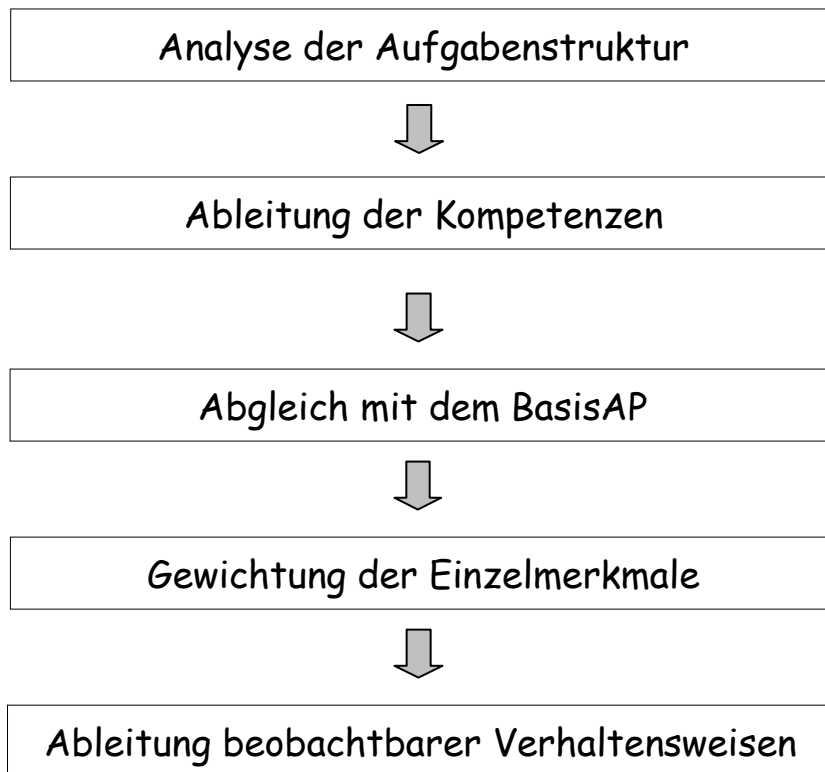 Analyse der Aufgabenstruktur
Ableitung der Kompetenzen
Abgleich mit dem BasisAP
Gewichtung der Einzelmerkmale
Ableitung beobachtbarer Verhaltensweisen